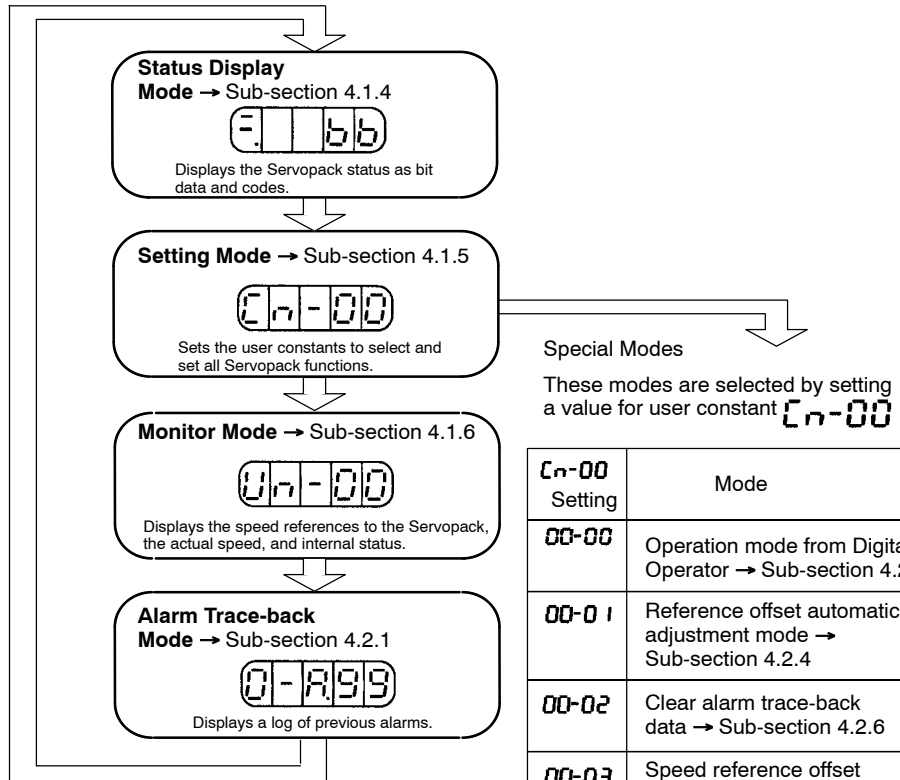 Status Display
Mode → Sub-section 4.1.4
bb
Displays the Servopack status as bit
data and codes.
Setting Mode → Sub-section 4.1.5
Cn-00
Sets the user constants to select and
set all Servopack functions.
Monitor Mode → Sub-section 4.1.6
Un-00
Displays the speed references to the Servopack,
the actual speed, and internal status.
Alarm Trace-back
Mode → Sub-section 4.2.1
0-A.99
Displays a log of previous alarms.
Special Modes
These modes are selected by setting
a value for user constant Cn-00
Cn-00
Setting
Mode
00-00
Operation mode from Digita
Operator → Sub-section 4.2
00-01
Reference offset automatic
adjustment mode →
Sub-section 4.2.4
00-02
Clear alarm trace-back
data → Sub-section 4.2.6
00-03
Speed reference offset